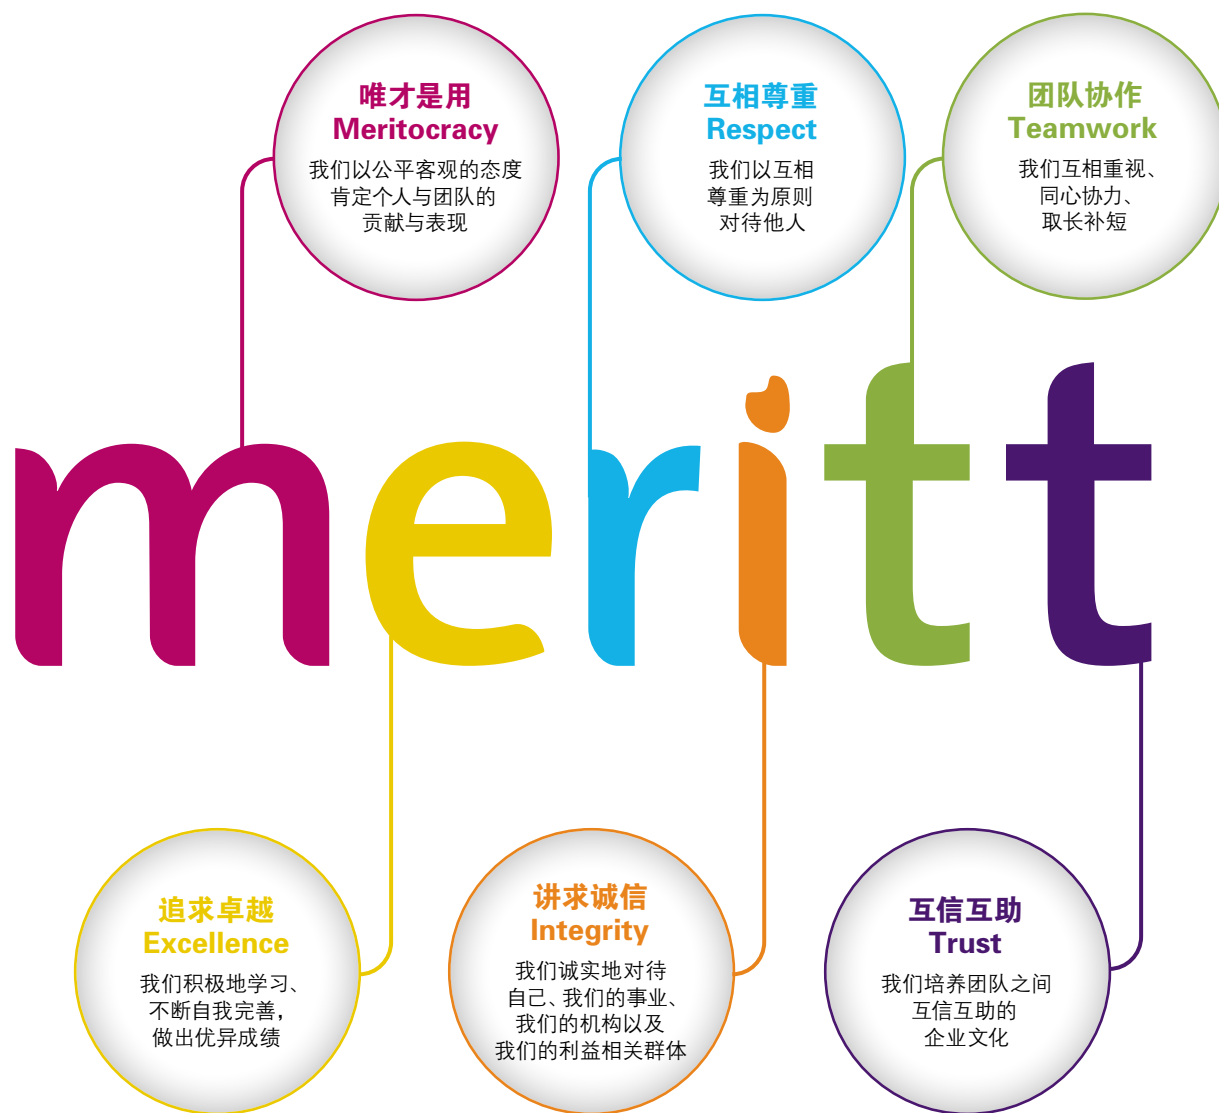 唯才是用
Meritocracy
我们以公平客观的态度
肯定个人与团队的
贡献与表现
互相尊重
Respect
我们以互相
尊重为原则
对待他人
团队协作
Teamwork
我们互相重视、
同心协力、
取长补短
meritt
追求卓越
Excellence
我们积极地学习、
不断自我完善，
做出优异成绩
讲求诚信
Integrity
我们诚实地对待
自己、我们的事业、
我们的机构以及
我们的利益相关群体
互信互助
Trust
我们培养团队之间
互信互助的
企业文化